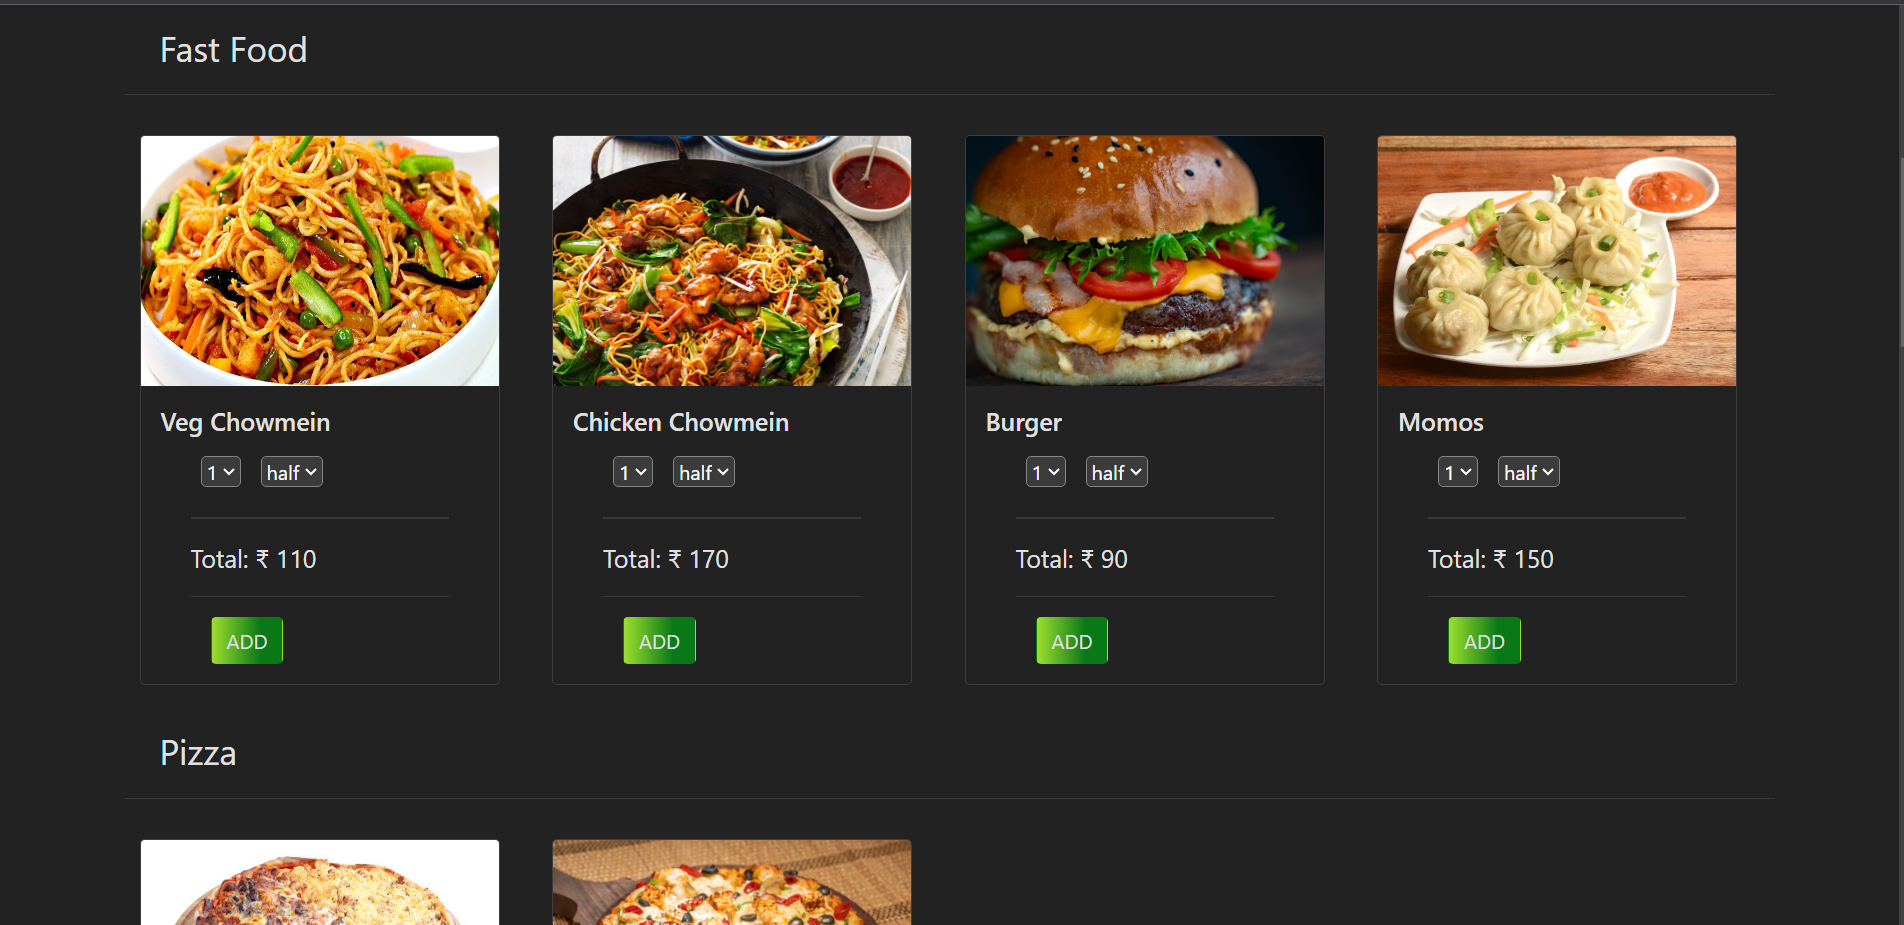 Fast Food
Veg Chowmein
1 half
Total: ₹ 110
ADD
Chicken Chowmein
1 half
Total: ₹ 170
ADD
Burger
1 half
Total: ₹ 90
ADD
Momos
1 half
Total: ₹ 150
ADD
Pizza